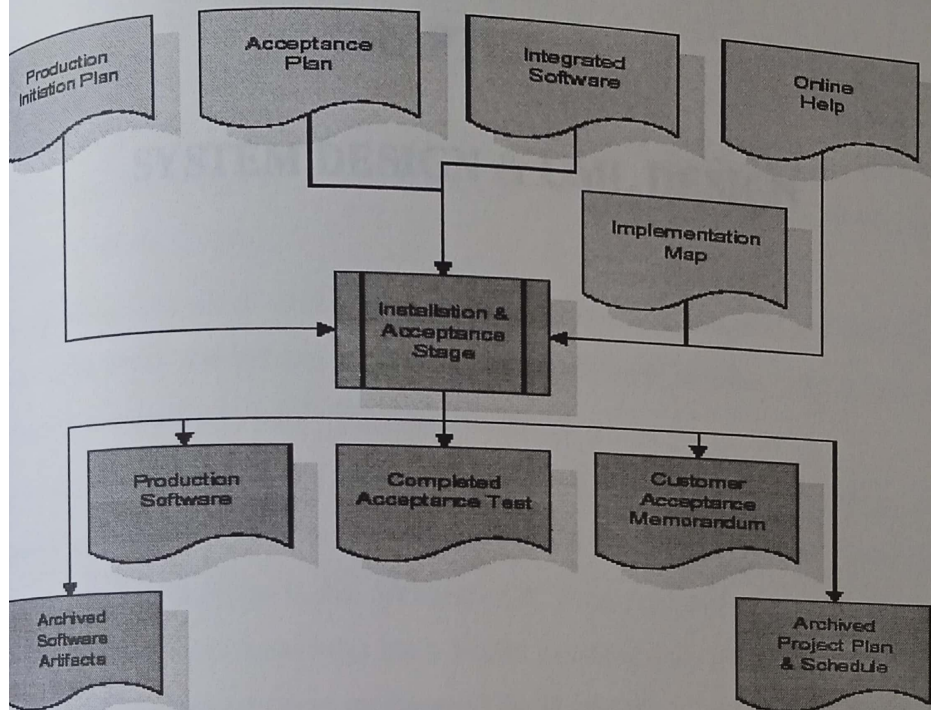 Production
Initiation Plan
Acceptance
Plan
Integrated
Software
Online
Help
Implementation
Map
Installation &
Acceptance
Stage
Production
Software
Completed
Acceptance Test
Customer
Acceptance
Memorandum
Archived
Software
Artifacts
Archived
Project Plan
& Schedule